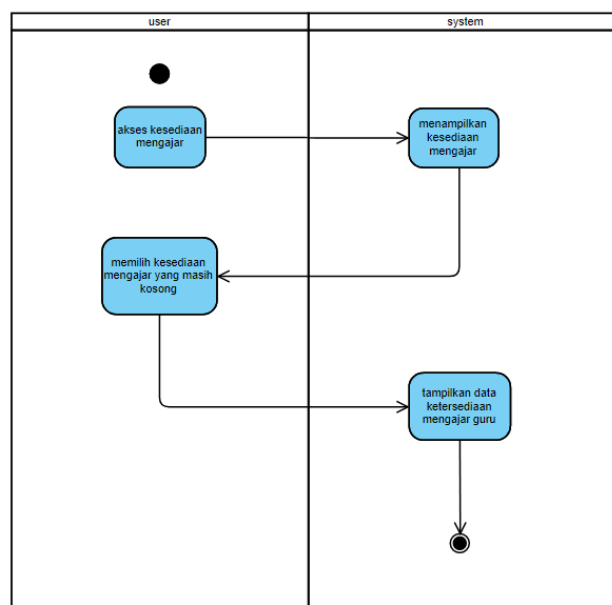 user
system
akses kesediaan
mengajar
menampilkan
kesediaan
mengajar
memilih kesediaan
mengajar yang masih
kosong
tampilkan data
ketersediaan
mengajar guru